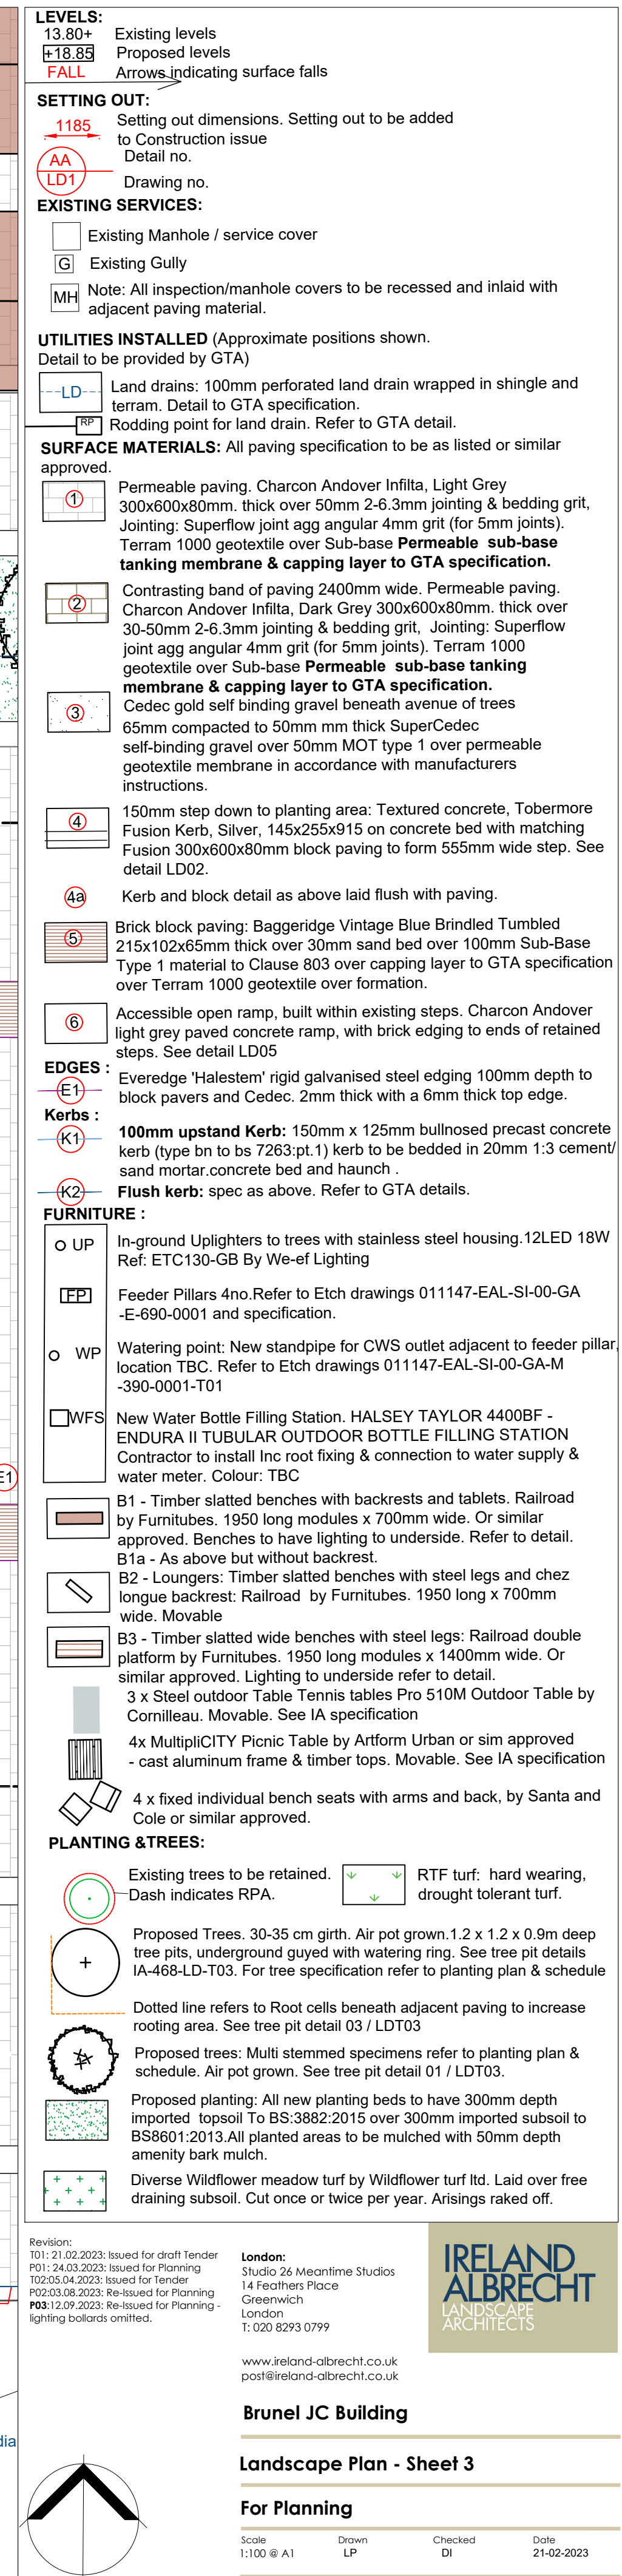 LEVELS:
13.80+ Existing levels
+18.85 Proposed levels
FALL Arrows indicating surface falls
SETTING OUT:
1185 Setting out dimensions. Setting out to be added
to Construction issue
AA Detail no.
LD1 Drawing no.
EXISTING SERVICES:
Existing Manhole / service cover
G Existing Gully
MH Note: All inspection/manhole covers to be recessed and inlaid with
adjacent paving material.
UTILITIES INSTALLED (Approximate positions shown.
Detail to be provided by GTA)
LD Land drains: 100mm perforated land drain wrapped in shingle and
terram. Detail to GTA specification.
RP Rodding point for land drain. Refer to GTA detail.
SURFACE MATERIALS: All paving specification to be as listed or similar
approved.
1 Permeable paving. Charcon Andover Infilta, Light Grey
300x600x80mm. thick over 50mm 2-6.3mm jointing & bedding grit,
Jointing: Superflow joint agg angular 4mm grit (for 5mm joints).
Terram 1000 geotextile over Sub-base Permeable sub-base
tanking membrane & capping layer to GTA specification.
2 Contrasting band of paving 2400mm wide. Permeable paving.
Charcon Andover Infilta, Dark Grey 300x600x80mm. thick over
30-50mm 2-6.3mm jointing & bedding grit, Jointing: Superflow
joint agg angular 4mm grit (for 5mm joints). Terram 1000
geotextile over Sub-base Permeable sub-base tanking
membrane & capping layer to GTA specification.
3 Cedec gold self binding gravel beneath avenue of trees
65mm compacted to 50mm mm thick SuperCedec
self-binding gravel over 50mm MOT type 1 over permeable
geotextile membrane in accordance with manufacturers
instructions.
4 150mm step down to planting area: Textured concrete, Tobermore
Fusion Kerb, Silver, 145x255x915 on concrete bed with matching
Fusion 300x600x80mm block paving to form 555mm wide step. See
detail LD02.
4a Kerb and block detail as above laid flush with paving.
5 Brick block paving: Baggeridge Vintage Blue Brindled Tumbled
215x102x65mm thick over 30mm sand bed over 100mm Sub-Base
Type 1 material to Clause 803 over capping layer to GTA specification
over Terram 1000 geotextile over formation.
6 Accessible open ramp, built within existing steps. Charcon Andover
light grey paved concrete ramp, with brick edging to ends of retained
steps. See detail LD05
EDGES :
E1 Everedge 'Halestem' rigid galvanised steel edging 100mm depth to
block pavers and Cedec. 2mm thick with a 6mm thick top edge.
Kerbs :
K1 100mm upstand Kerb: 150mm x 125mm bullnosed precast concrete
kerb (type bn to bs 7263:pt.1) kerb to be bedded in 20mm 1:3 cement/
sand mortar.concrete bed and haunch .
K2 Flush kerb: spec as above. Refer to GTA details.
FURNITURE :
UP In-ground Uplighters to trees with stainless steel housing.12LED 18W
Ref: ETC130-GB By We-ef Lighting
FP Feeder Pillars 4no.Refer to Etch drawings 011147-EAL-SI-00-GA
-E-690-0001 and specification.
WP Watering point: New standpipe for CWS outlet adjacent to feeder pillar,
location TBC. Refer to Etch drawings 011147-EAL-SI-00-GA-M
-390-0001-T01
WFS New Water Bottle Filling Station. HALSEY TAYLOR 4400BF -
ENDURA II TUBULAR OUTDOOR BOTTLE FILLING STATION
Contractor to install Inc root fixing & connection to water supply &
water meter. Colour: TBC
E1
B1 - Timber slatted benches with backrests and tablets. Railroad
by Furnitubes. 1950 long modules x 700mm wide. Or similar
approved. Benches to have lighting to underside. Refer to detail.
B1a - As above but without backrest.
B2 - Loungers: Timber slatted benches with steel legs and chez
longue backrest: Railroad by Furnitubes. 1950 long x 700mm
wide. Movable
B3 - Timber slatted wide benches with steel legs: Railroad double
platform by Furnitubes. 1950 long modules x 1400mm wide. Or
similar approved. Lighting to underside refer to detail.
3 x Steel outdoor Table Tennis tables Pro 510M Outdoor Table by
Cornilleau. Movable. See IA specification
4x MultipliCITY Picnic Table by Artform Urban or sim approved
- cast aluminum frame & timber tops. Movable. See IA specification
4 x fixed individual bench seats with arms and back, by Santa and
Cole or similar approved.
PLANTING &TREES:
Existing trees to be retained.
Dash indicates RPA.
RTF turf: hard wearing,
drought tolerant turf.
Proposed Trees. 30-35 cm girth. Air pot grown.1.2 x 1.2 x 0.9m deep
tree pits, underground guyed with watering ring. See tree pit details
IA-468-LD-T03. For tree specification refer to planting plan & schedule
Dotted line refers to Root cells beneath adjacent paving to increase
rooting area. See tree pit detail 03 / LDT03
Proposed trees: Multi stemmed specimens refer to planting plan &
schedule. Air pot grown. See tree pit detail 01 / LDT03.
Proposed planting: All new planting beds to have 300mm depth
imported topsoil To BS:3882:2015 over 300mm imported subsoil to
BS8601:2013.All planted areas to be mulched with 50mm depth
amenity bark mulch.
Diverse Wildflower meadow turf by Wildflower turf ltd. Laid over free
draining subsoil. Cut once or twice per year. Arisings raked off.
Revision:
T01: 21.02.2023: Issued for draft Tender
P01: 24.03.2023: Issued for Planning
T02:05.04.2023: Issued for Tender
P02:03.08.2023: Re-Issued for Planning
P03:12.09.2023: Re-Issued for Planning -
lighting bollards omitted.
London:
Studio 26 Meantime Studios
14 Feathers Place
Greenwich
London
T: 020 8293 0799
www.ireland-albrecht.co.uk
post@ireland-albrecht.co.uk
IRELAND
ALBRECHT
LANDSCAPE
ARCHITECTS
Brunel JC Building
dia
Landscape Plan - Sheet 3
For Planning
Scale Drawn Checked Date
1:100 @ A1 LP DI 21-02-2023